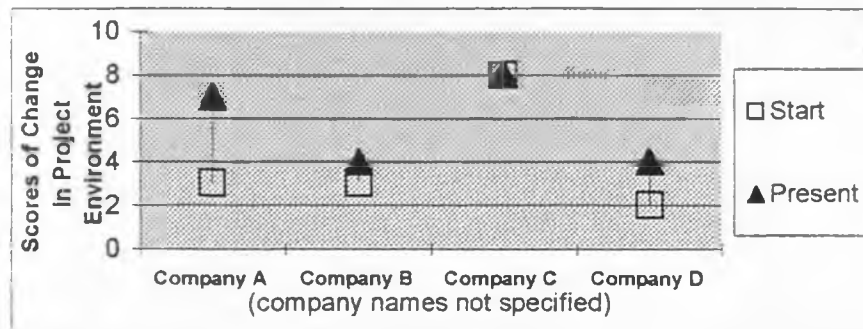 Scores of Change
In Project
Environment
10
8
6
4
2
0
Company A Company B Company C Company D
(company names not specified)
Start
Present